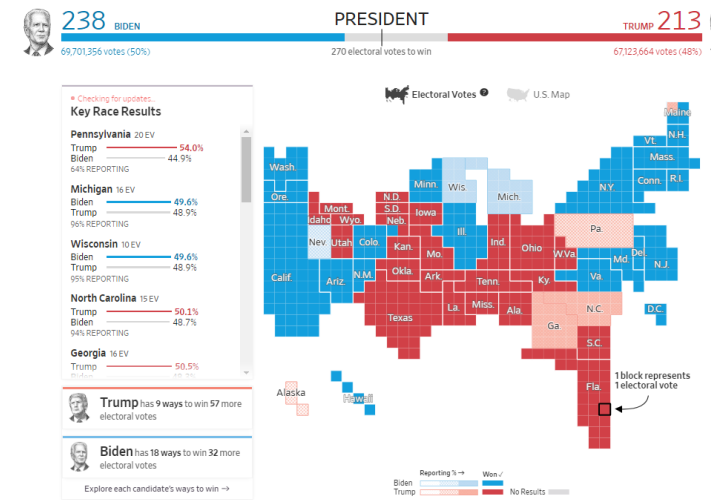 238 BIDEN
PRESIDENT
TRUMP 213
69,701,356 votes (50%)
270 electoral votes to win
67,123,664 votes (48%)
Checking for updates...
Key Race Results
Pennsylvania 20 EV
Trump 54.0%
Biden 44.9%
64% REPORTING
Michigan 16 EV
Biden 49.6%
Trump 48.9%
96% REPORTING
Wisconsin 10 EV
Biden 49.6%
Trump 48.9%
95% REPORTING
North Carolina 15 EV
Trump 50.1%
Biden 48.7%
94% REPORTING
Georgia 16 EV
Trump 50.5%
Biden
Trump has 9 ways to win 57 more
electoral votes
Biden has 18 ways to win 32 more
electoral votes
Explore each candidate's ways to win →
Electoral Votes ?
U.S. Map
Maine
Vt. N.H.
Wash. Mass.
Minn. Wis. N.Y. Conn. R.I.
Ore. Idaho Mont. N.D. Mich.
Wyo. S.D. Iowa
Neb. Pa.
Nev. Utah Colo. Kan. Mo. Ill. Ind. Ohio W.Va. Md. Del. N.J.
Calif. Ariz. N.M. Okla. Ark. Tenn. Ky. Va.
Texas La. Miss. Ala. Ga. N.C. D.C.
S.C.
Fla.
Alaska
Hawaii
1 block represents
1 electoral vote
Reporting % → Won ✓
Biden
Trump No Results